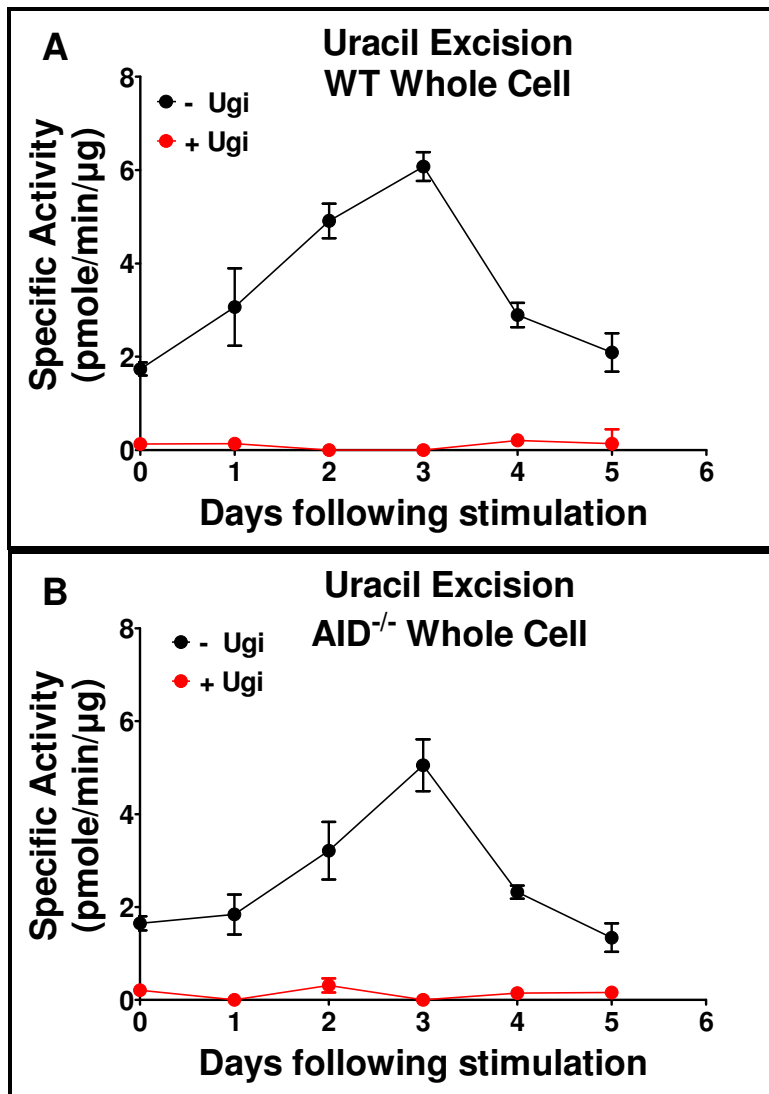 A
Uracil Excision
WT Whole Cell
- Ugi
+ Ugi
Specific Activity
(pmole/min/µg)
8
6
4
2
0
0 1 2 3 4 5 6
Days following stimulation
B
Uracil Excision
AID-/- Whole Cell
- Ugi
+ Ugi
Specific Activity
(pmole/min/µg)
8
6
4
2
0
0 1 2 3 4 5 6
Days following stimulation